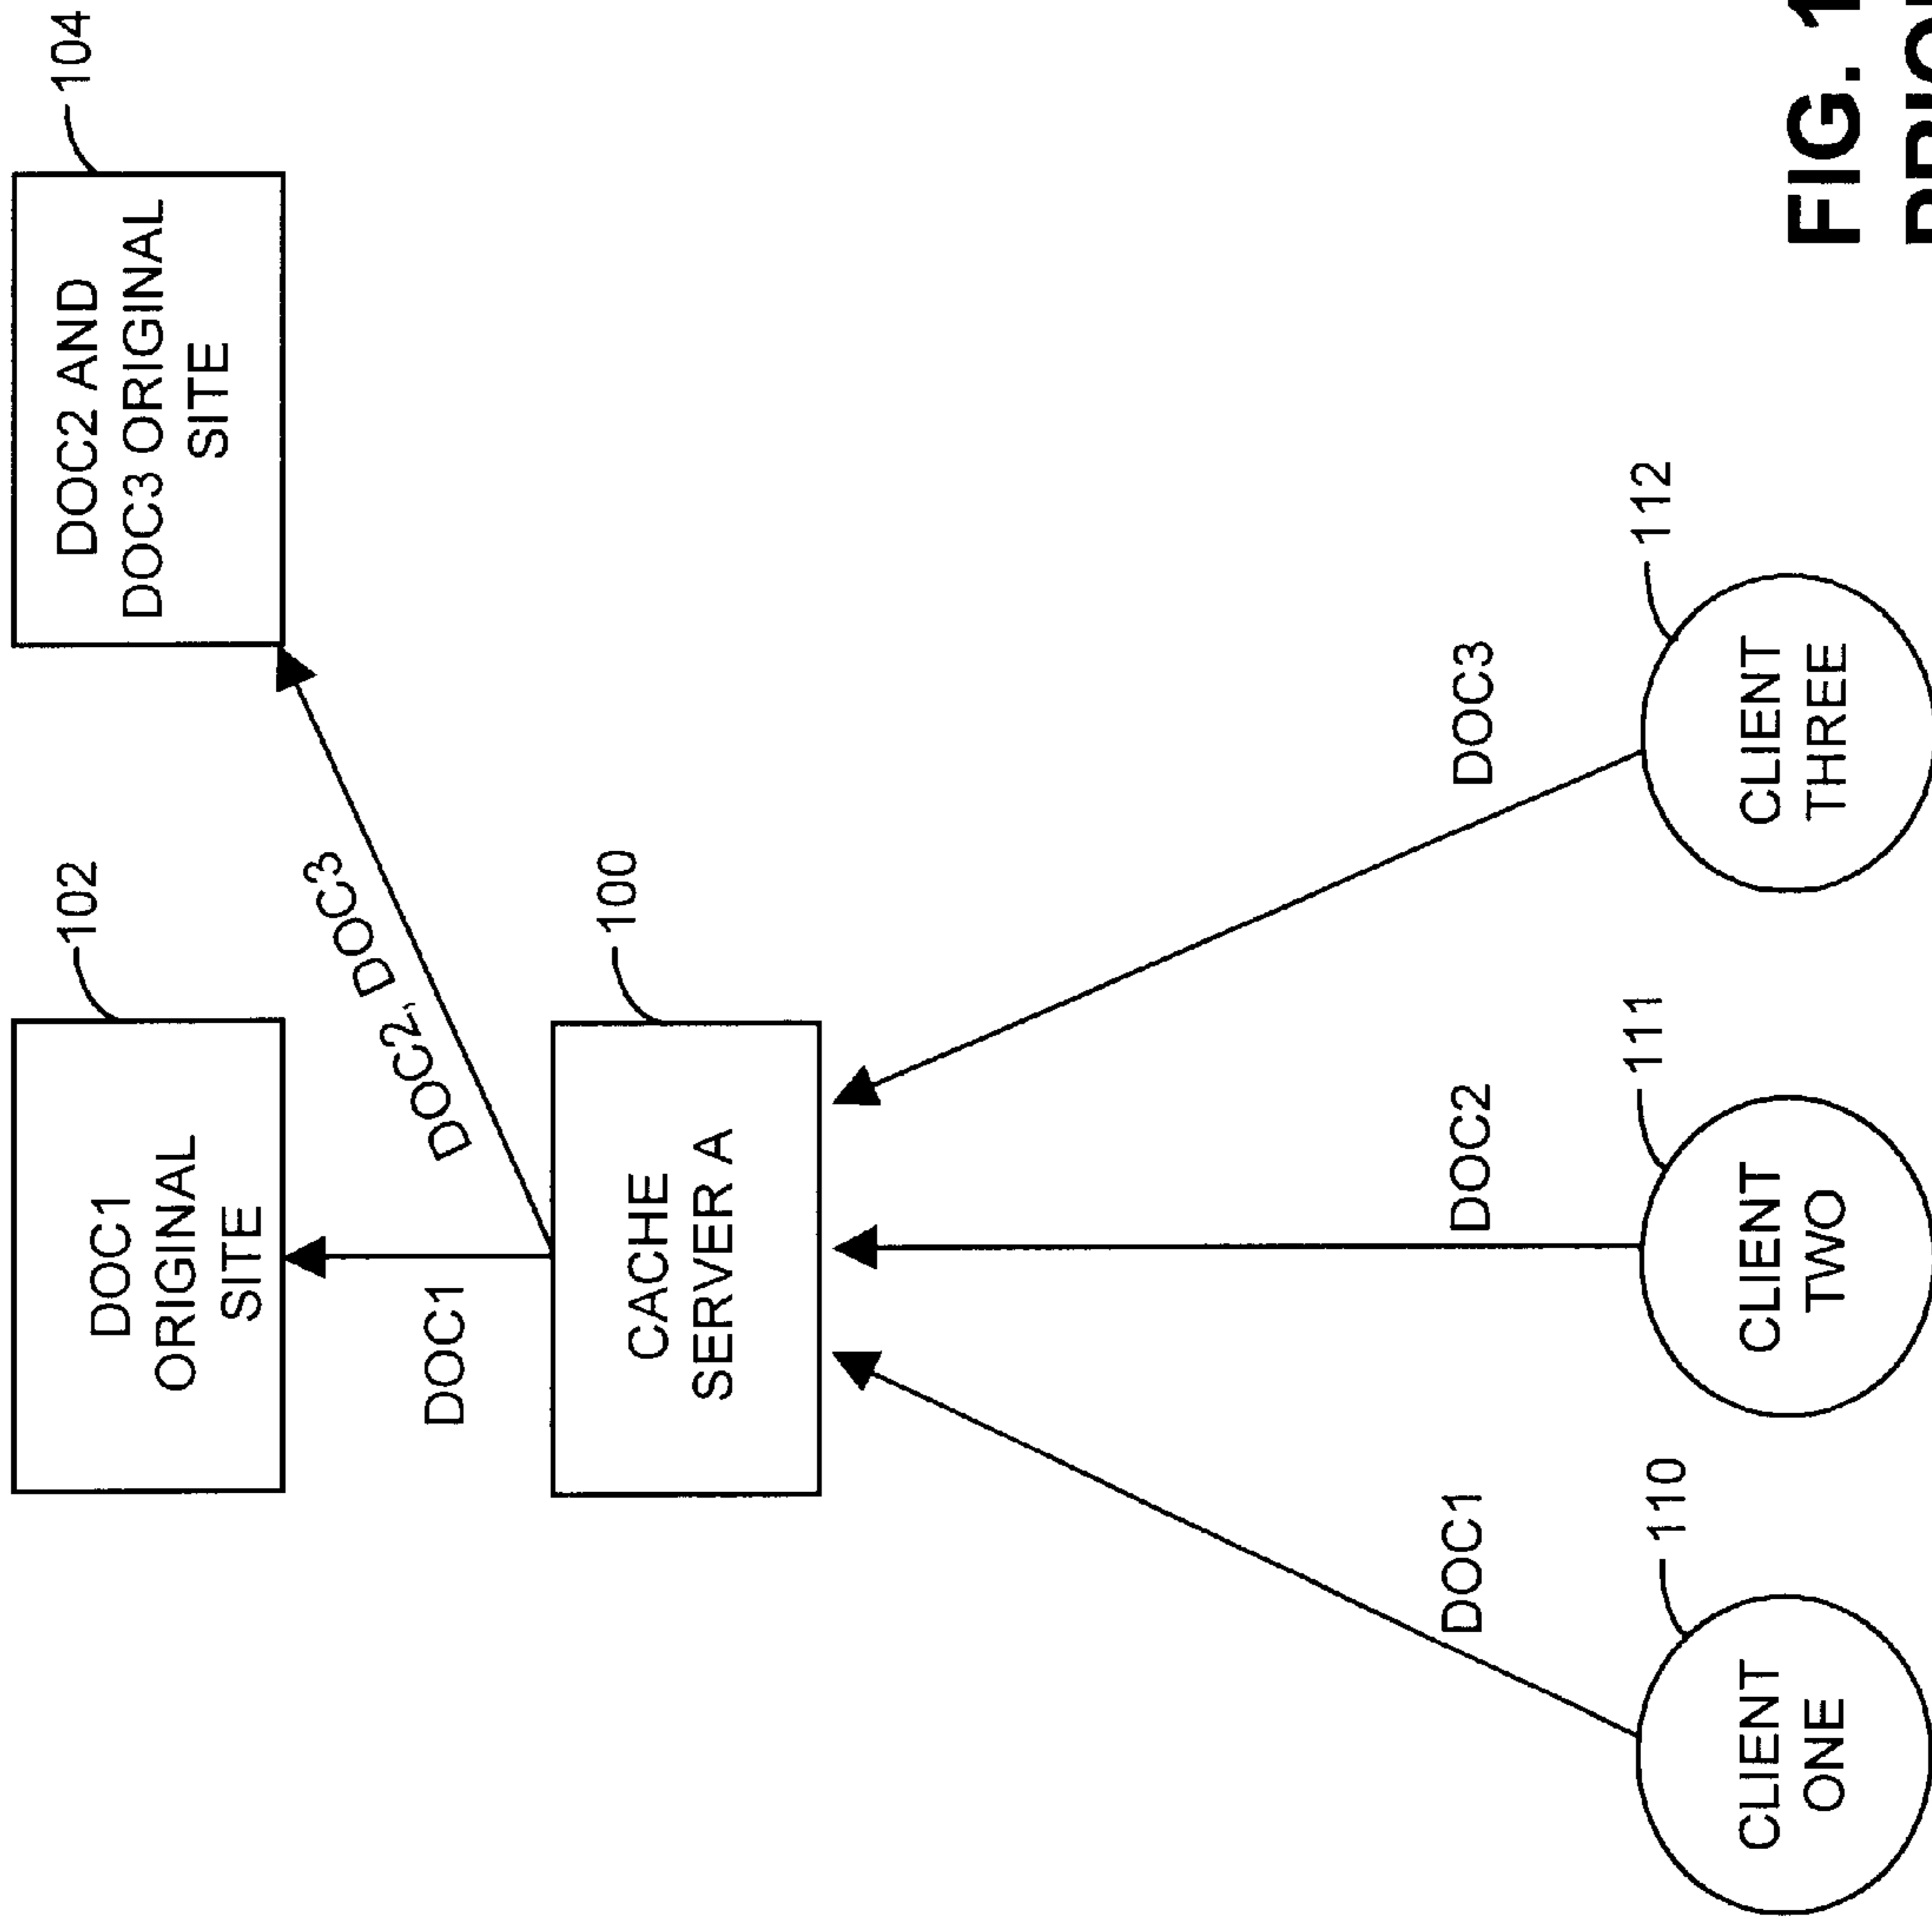 DOC1
ORIGINAL
SITE
102
DOC2 AND
DOC3 ORIGINAL
SITE
104
DOC1
DOC2, DOC3
CACHE
SERVER A
100
DOC1
DOC2
DOC3
CLIENT
ONE
110
CLIENT
TWO
111
CLIENT
THREE
112
FIG. 1